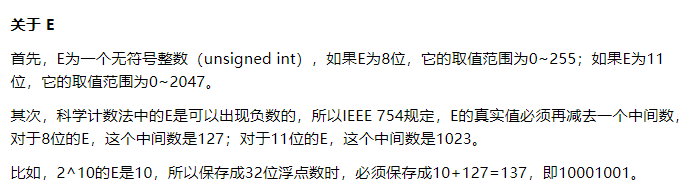 关于 E
首先，E为一个无符号整数（unsigned int），如果E为8位，它的取值范围为0~255；如果E为11
位，它的取值范围为0~2047。
其次，科学计数法中的E是可以出现负数的，所以IEEE 754规定，E的真实值必须再减去一个中间数，
对于8位的E，这个中间数是127；对于11位的E，这个中间数是1023。
比如，2^10的E是10，所以保存成32位浮点数时，必须保存成10+127=137，即10001001。